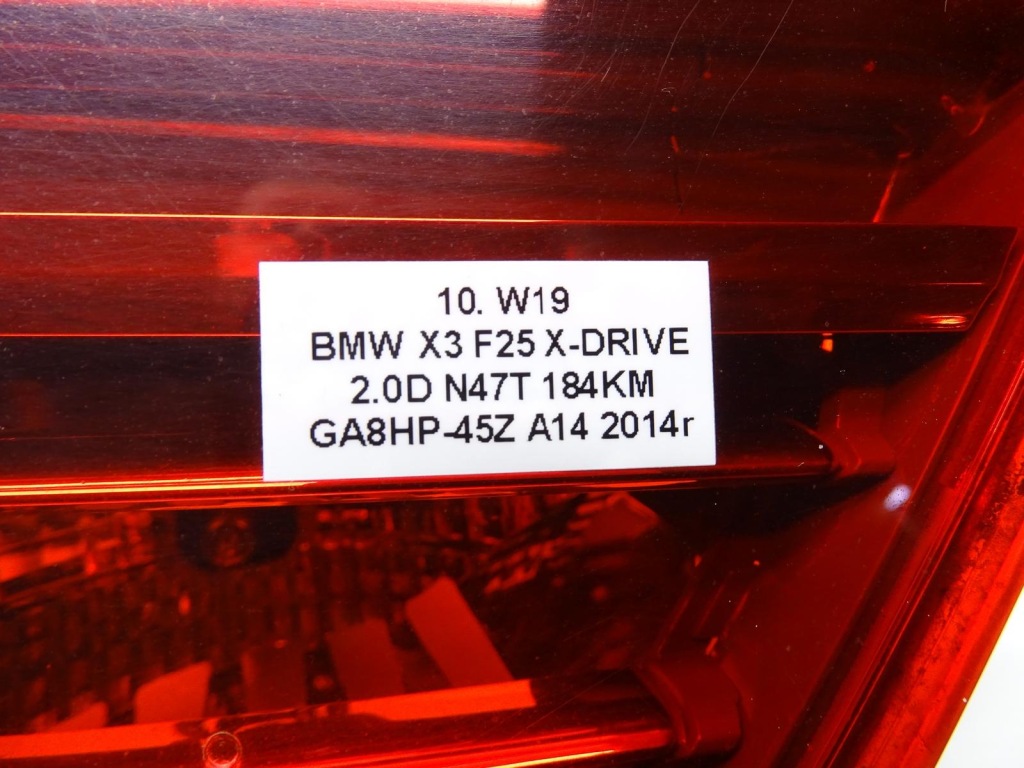 10. W19
BMW X3 F25 X-DRIVE
2.0D N47T 184KM
GA8HP-45Z A14 2014r